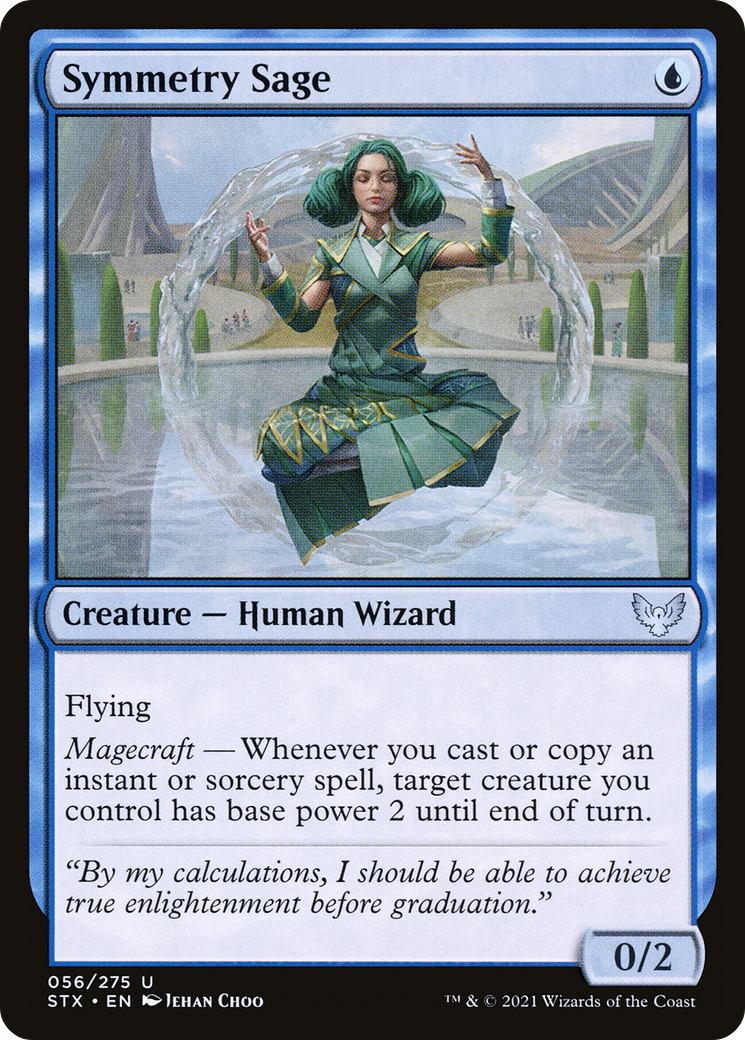 Symmetry Sage
Creature — Human Wizard
Flying
Magecraft — Whenever you cast or copy an
instant or sorcery spell, target creature you
control has base power 2 until end of turn.
“By my calculations, I should be able to achieve
true enlightenment before graduation.”
0/2
056/275 U
STX • EN Jehan Choo
™ & © 2021 Wizards of the Coast